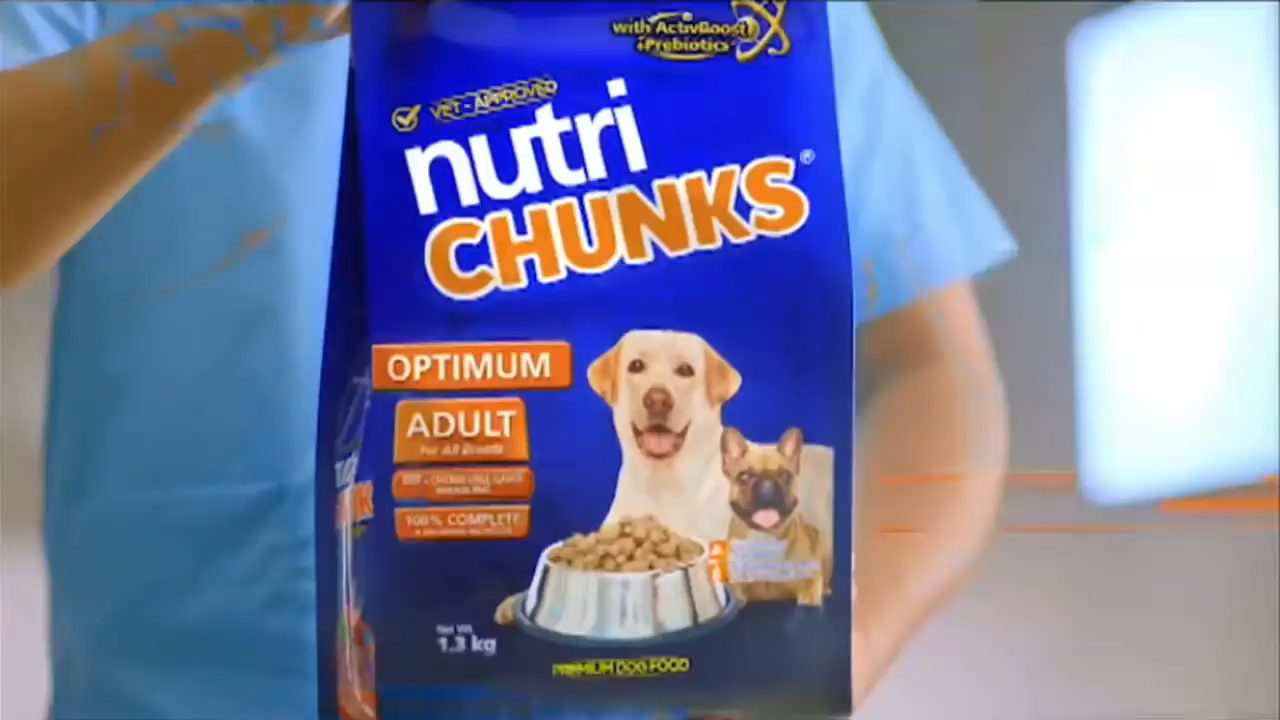 with ActivBoost
+Prebiotics
VET-APPROVED
nutri
CHUNKS®
OPTIMUM
ADULT
For All Breeds
100% COMPLETE
Net Wt.
1.3 kg
PREMIUM DOG FOOD